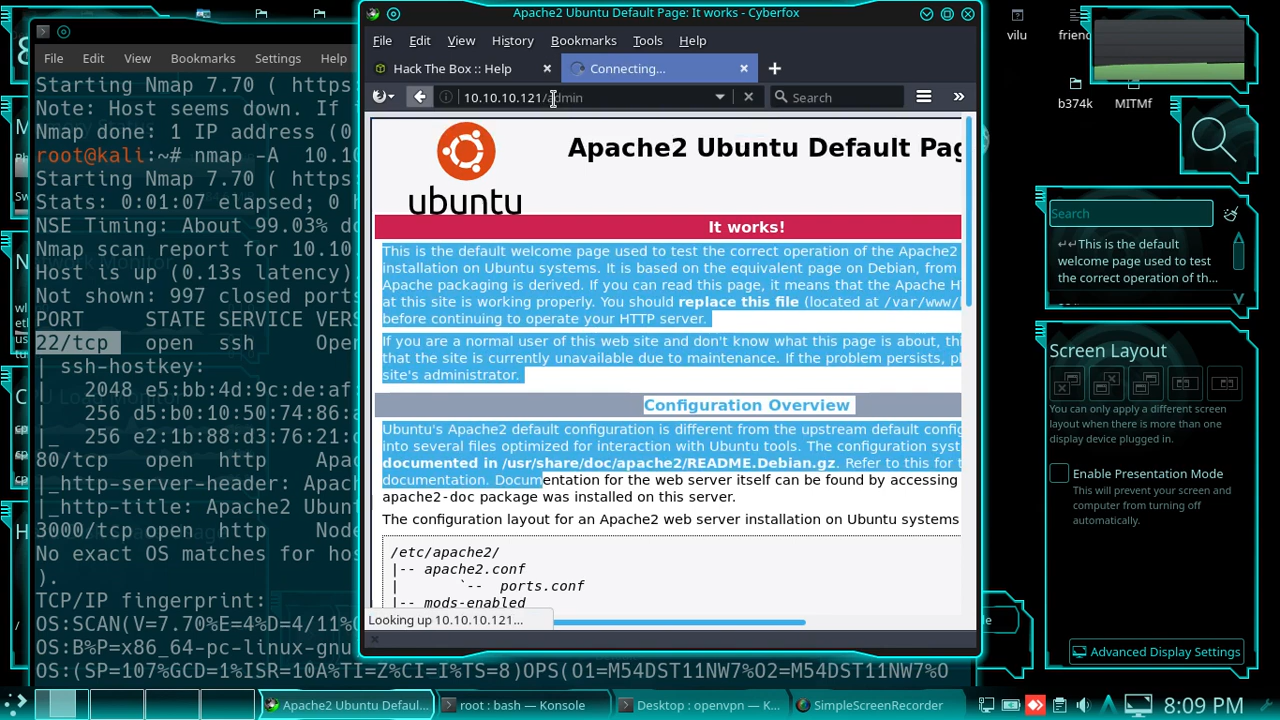 Apache2 Ubuntu Default Page: It works - Cyberfox
File Edit View History Bookmarks Tools Help
Hack The Box :: Help
Connecting...
10.10.10.121/admin
Search
»
ubuntu
Apache2 Ubuntu Default Pag
It works!
This is the default welcome page used to test the correct operation of the Apache2
installation on Ubuntu systems. It is based on the equivalent page on Debian, from
Apache packaging is derived. If you can read this page, it means that the Apache H
at this site is working properly. You should replace this file (located at /var/www/
before continuing to operate your HTTP server.
If you are a normal user of this web site and don't know what this page is about, th
that the site is currently unavailable due to maintenance. If the problem persists, pl
site's administrator.
Configuration Overview
Ubuntu's Apache2 default configuration is different from the upstream default config
into several files optimized for interaction with Ubuntu tools. The configuration syst
documented in /usr/share/doc/apache2/README.Debian.gz. Refer to this for t
documentation. Documentation for the web server itself can be found by accessing
apache2-doc package was installed on this server.
The configuration layout for an Apache2 web server installation on Ubuntu systems
/etc/apache2/
|-- apache2.conf
|       `--  ports.conf
|-- mods-enabled
Looking up 10.10.10.121...
File Edit View Bookmarks Settings Help
Starting Nmap 7.70 ( https
Note: Host seems down. If
Nmap done: 1 IP address (0
root@kali:~# nmap -A  10.10
Starting Nmap 7.70 ( https
Stats: 0:01:07 elapsed; 0 h
NSE Timing: About 99.03% do
Nmap scan report for 10.10.
Host is up (0.13s latency).
Not shown: 997 closed ports
PORT     STATE SERVICE VERS
22/tcp   open  ssh     Oper
| ssh-hostkey:
|   2048 e5:bb:4d:9c:de:af:
|   256 d5:b0:10:50:74:86:a
|_  256 e2:1b:88:d3:76:21:d
80/tcp   open  http    Apac
|_http-server-header: Apach
|_http-title: Apache2 Ubunt
3000/tcp open  http    Node
No exact OS matches for hos
).
TCP/IP fingerprint:
OS:SCAN(V=7.70%E=4%D=4/11%O
OS:B%P=x86_64-pc-linux-gnu
OS:(SP=107%GCD=1%ISR=10A%TI=Z%CI=I%TS=8)OPS(O1=M54DST11NW7%O2=M54DST11NW7%O
vilu
friend
b374k
MITMf
Search
↵↵This is the default
welcome page used to
test the correct
operation of th...
Screen Layout
You can only apply a different screen
layout when there is more than one
display device plugged in.
Enable Presentation Mode
This will prevent your screen and
computer from turning off
automatically.
Advanced Display Settings
Apache2 Ubuntu Defaul...
root : bash — Konsole
Desktop : openvpn — K...
SimpleScreenRecorder
8:09 PM